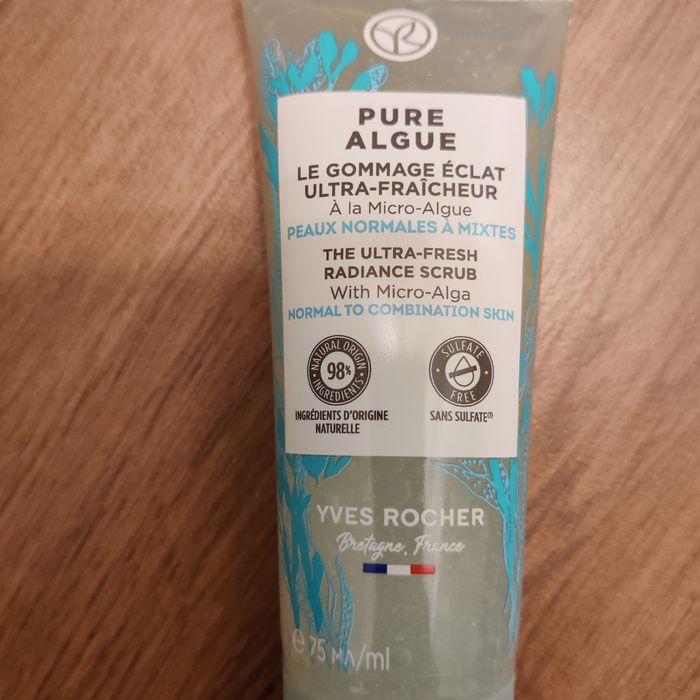 PURE
ALGUE
LE GOMMAGE ÉCLAT
ULTRA-FRAÎCHEUR
À la Micro-Algue
PEAUX NORMALES À MIXTES
THE ULTRA-FRESH
RADIANCE SCRUB
With Micro-Alga
NORMAL TO COMBINATION SKIN
NATURAL ORIGIN
98%
INGREDIENTS
INGRÉDIENTS D'ORIGINE
NATURELLE
SULFATE
FREE
SANS SULFATE(1)
YVES ROCHER
Bretagne, France
e 75 МЛ/ml